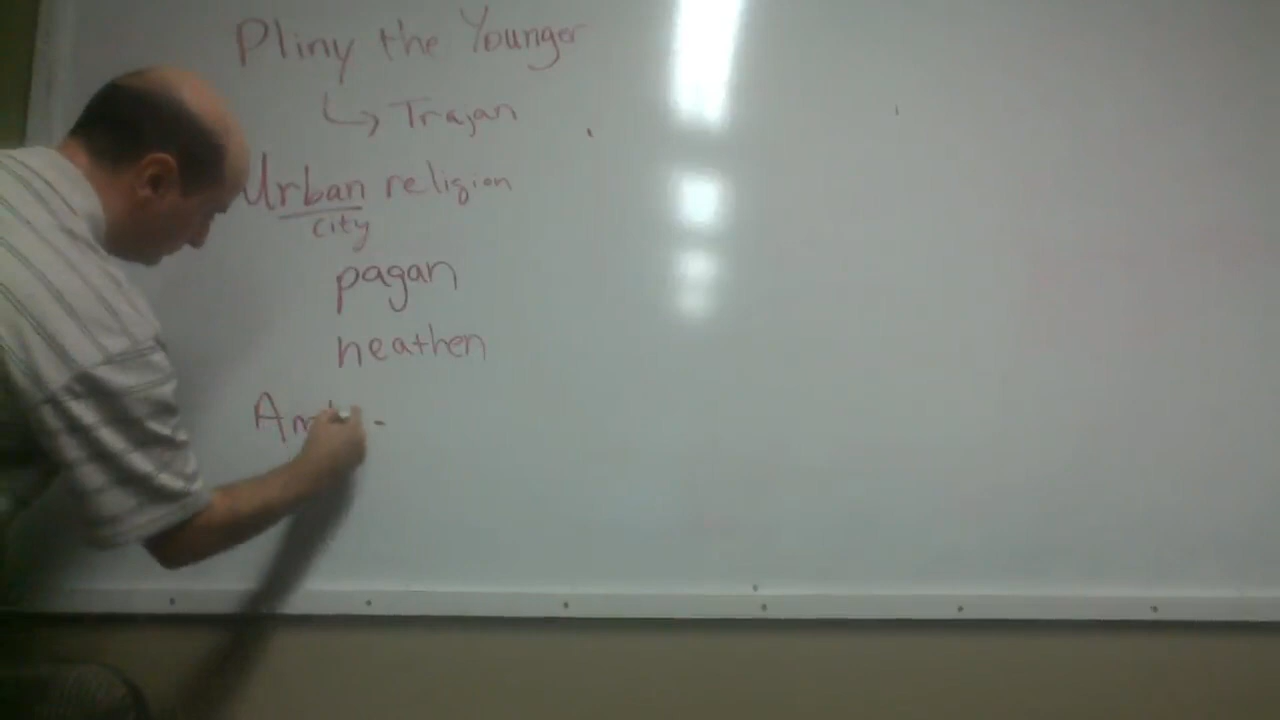 Pliny the Younger
↳ Trajan
Urban religion
city
pagan
heathen